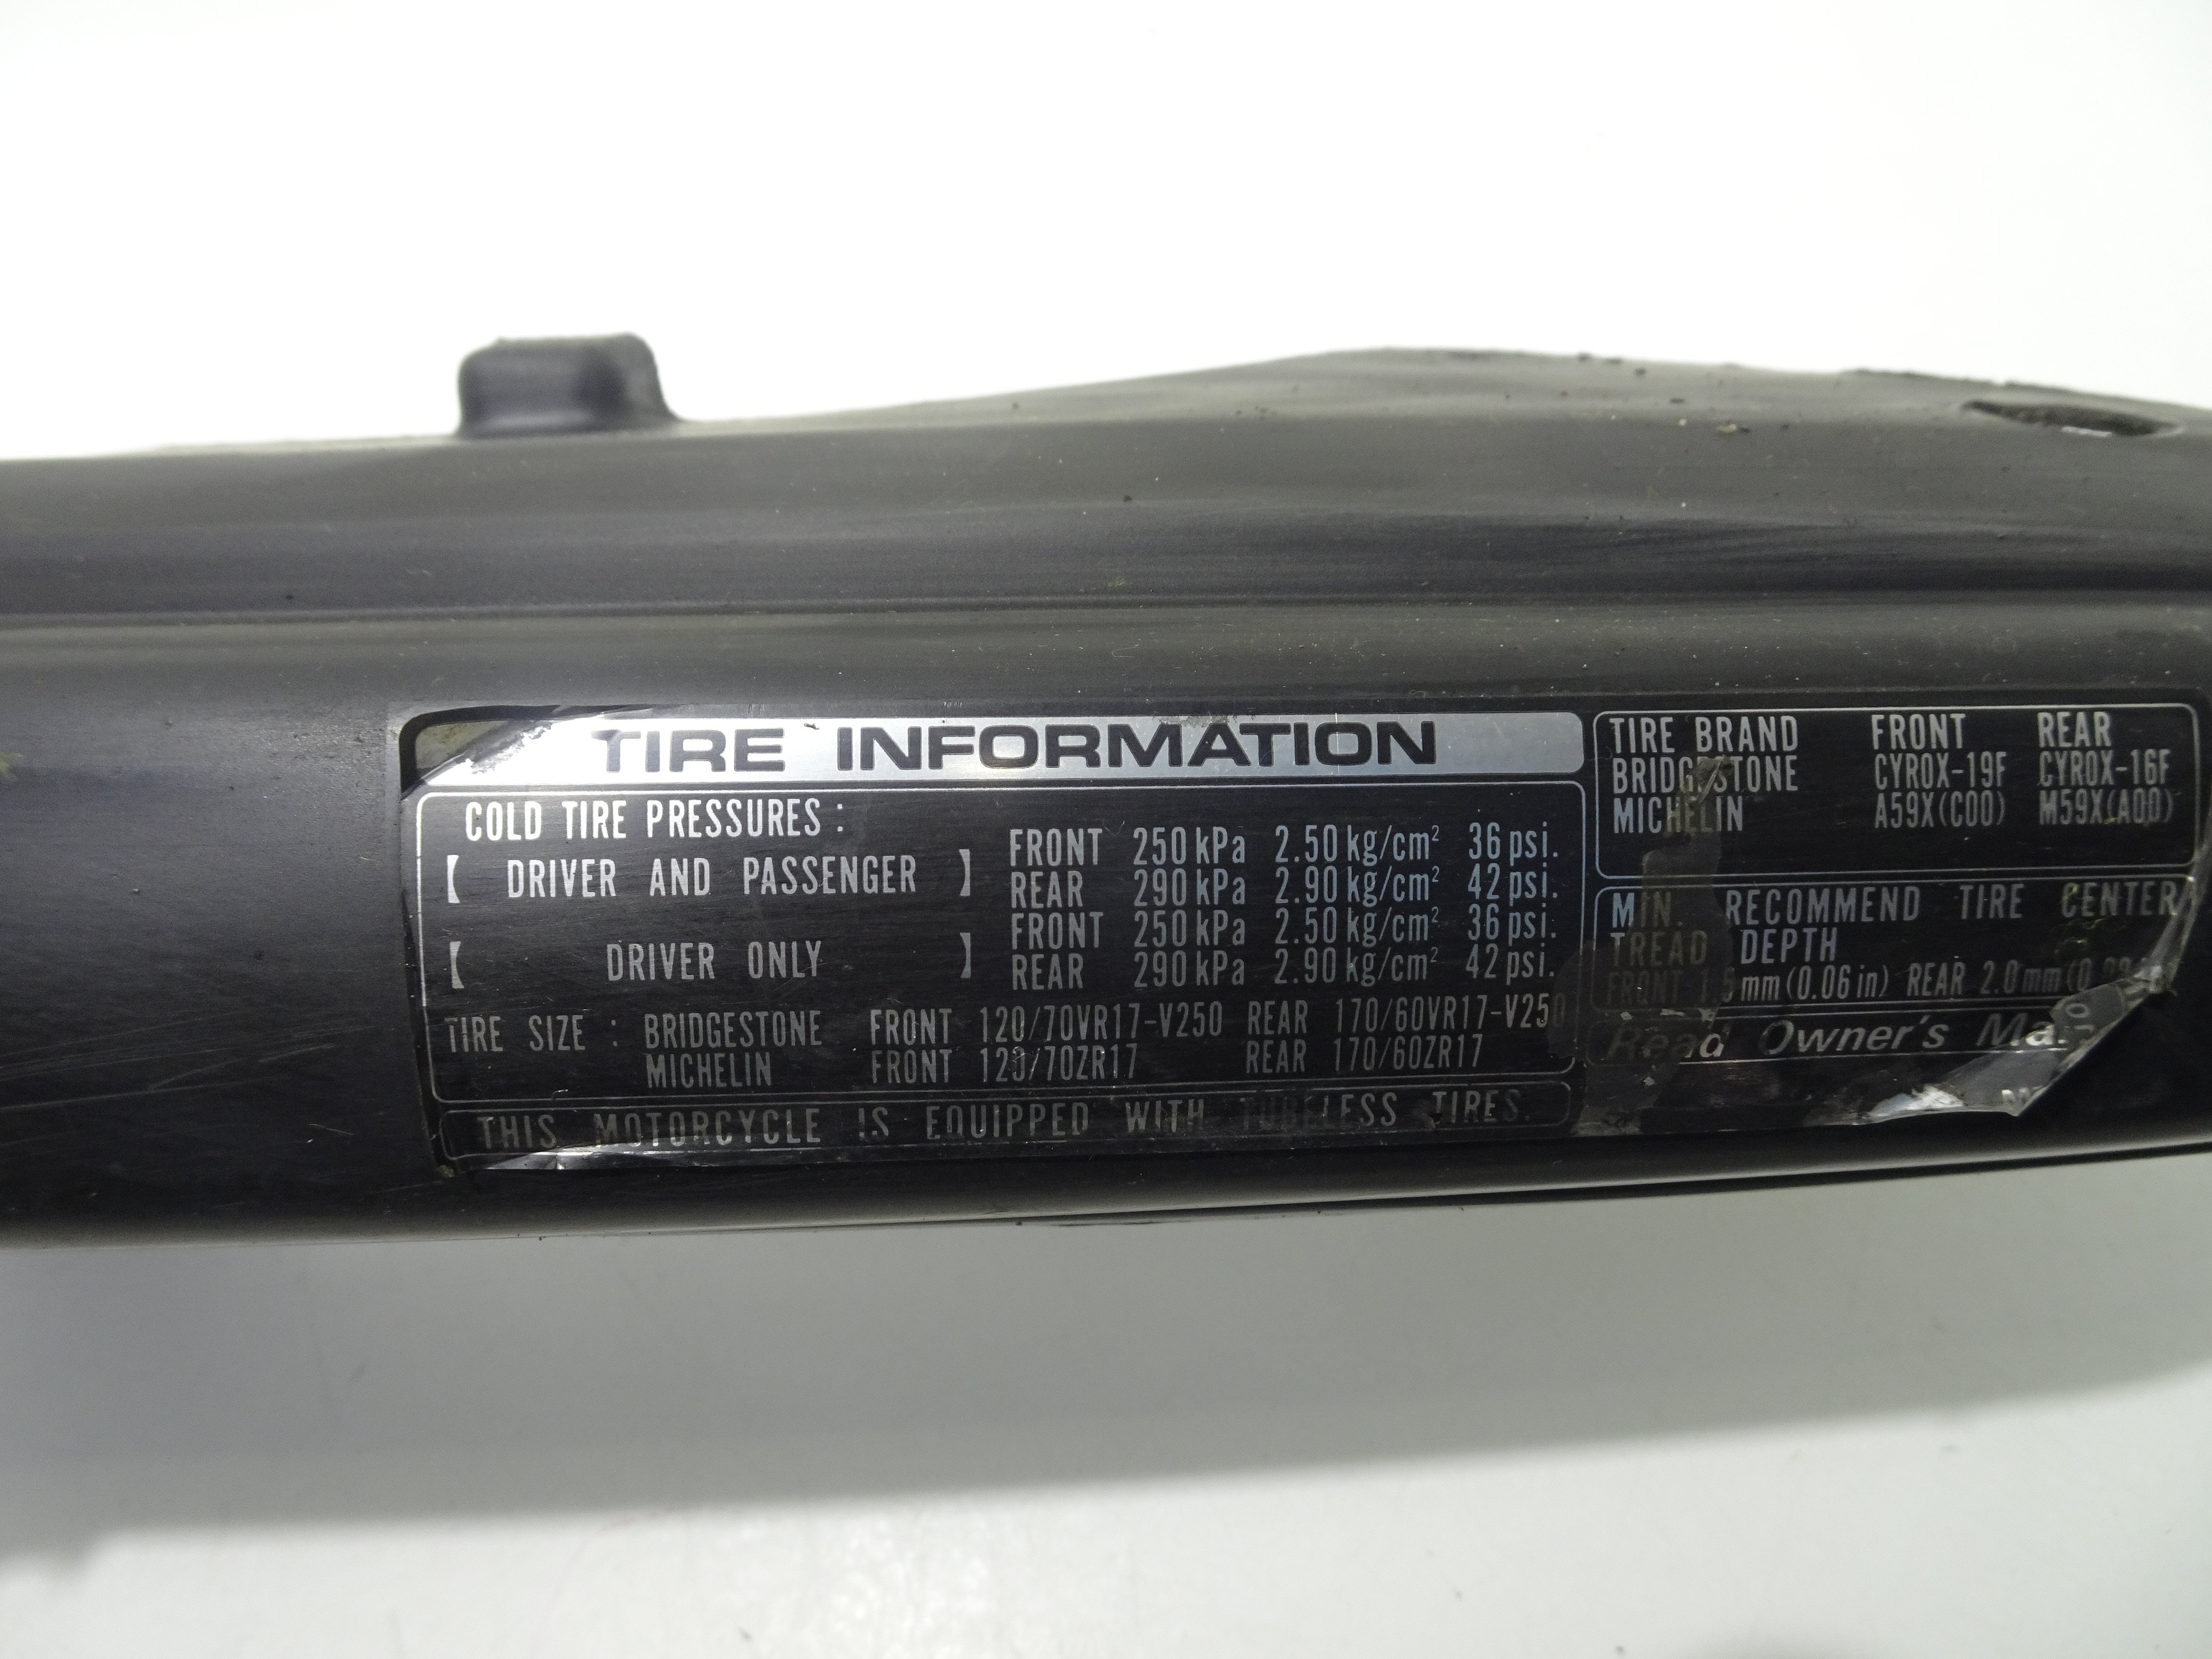 TIRE INFORMATION
COLD TIRE PRESSURES :
【 DRIVER AND PASSENGER 】 FRONT 250 kPa 2.50 kg/cm² 36 psi.
REAR 290 kPa 2.90 kg/cm² 42 psi.
【 DRIVER ONLY 】 FRONT 250 kPa 2.50 kg/cm² 36 psi.
REAR 290 kPa 2.90 kg/cm² 42 psi.
TIRE SIZE : BRIDGESTONE FRONT 120/70VR17-V250 REAR 170/60VR17-V250
MICHELIN FRONT 120/70ZR17 REAR 170/60ZR17
THIS MOTORCYCLE IS EQUIPPED WITH TUBELESS TIRES.
TIRE BRAND FRONT REAR
BRIDGESTONE CYROX-19F CYROX-16F
MICHELIN A59X(C00) M59X(A00)
MIN. RECOMMEND TIRE CENTER
TREAD DEPTH
FRONT 1.5 mm (0.06 in) REAR 2.0 mm
Read Owner's